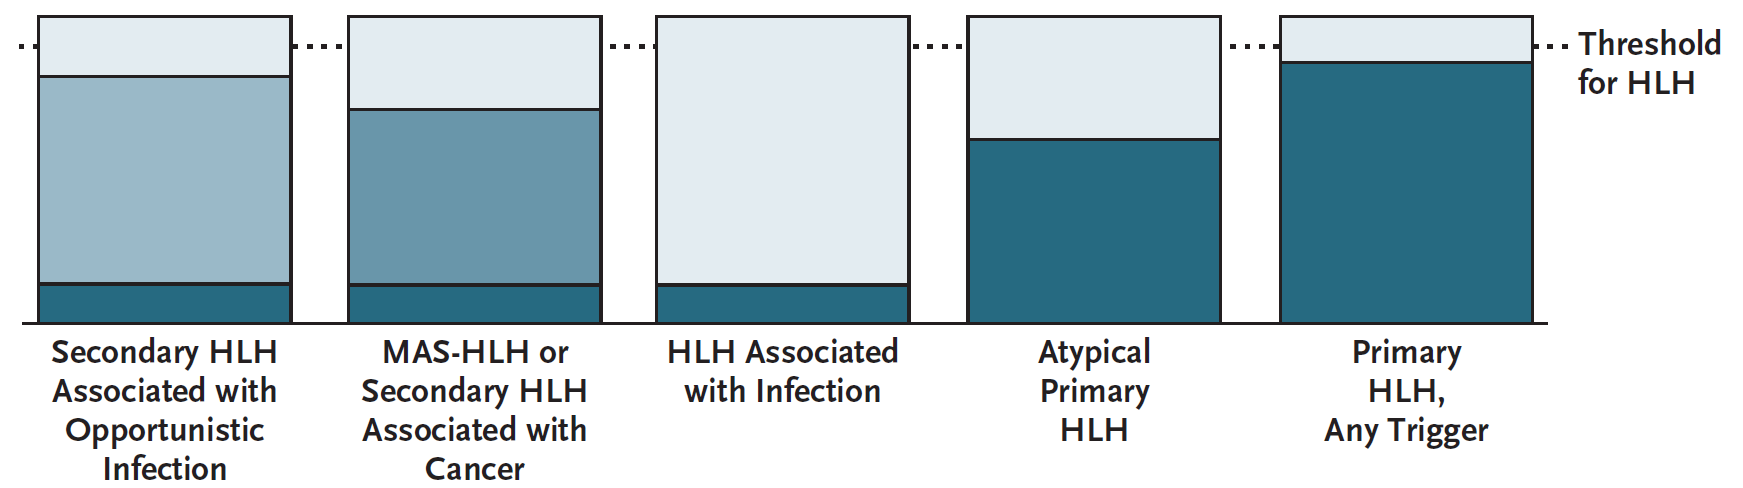 Threshold
for HLH
Secondary HLH
Associated with
Opportunistic
Infection
MAS-HLH or
Secondary HLH
Associated with
Cancer
HLH Associated
with Infection
Atypical
Primary
HLH
Primary
HLH,
Any Trigger